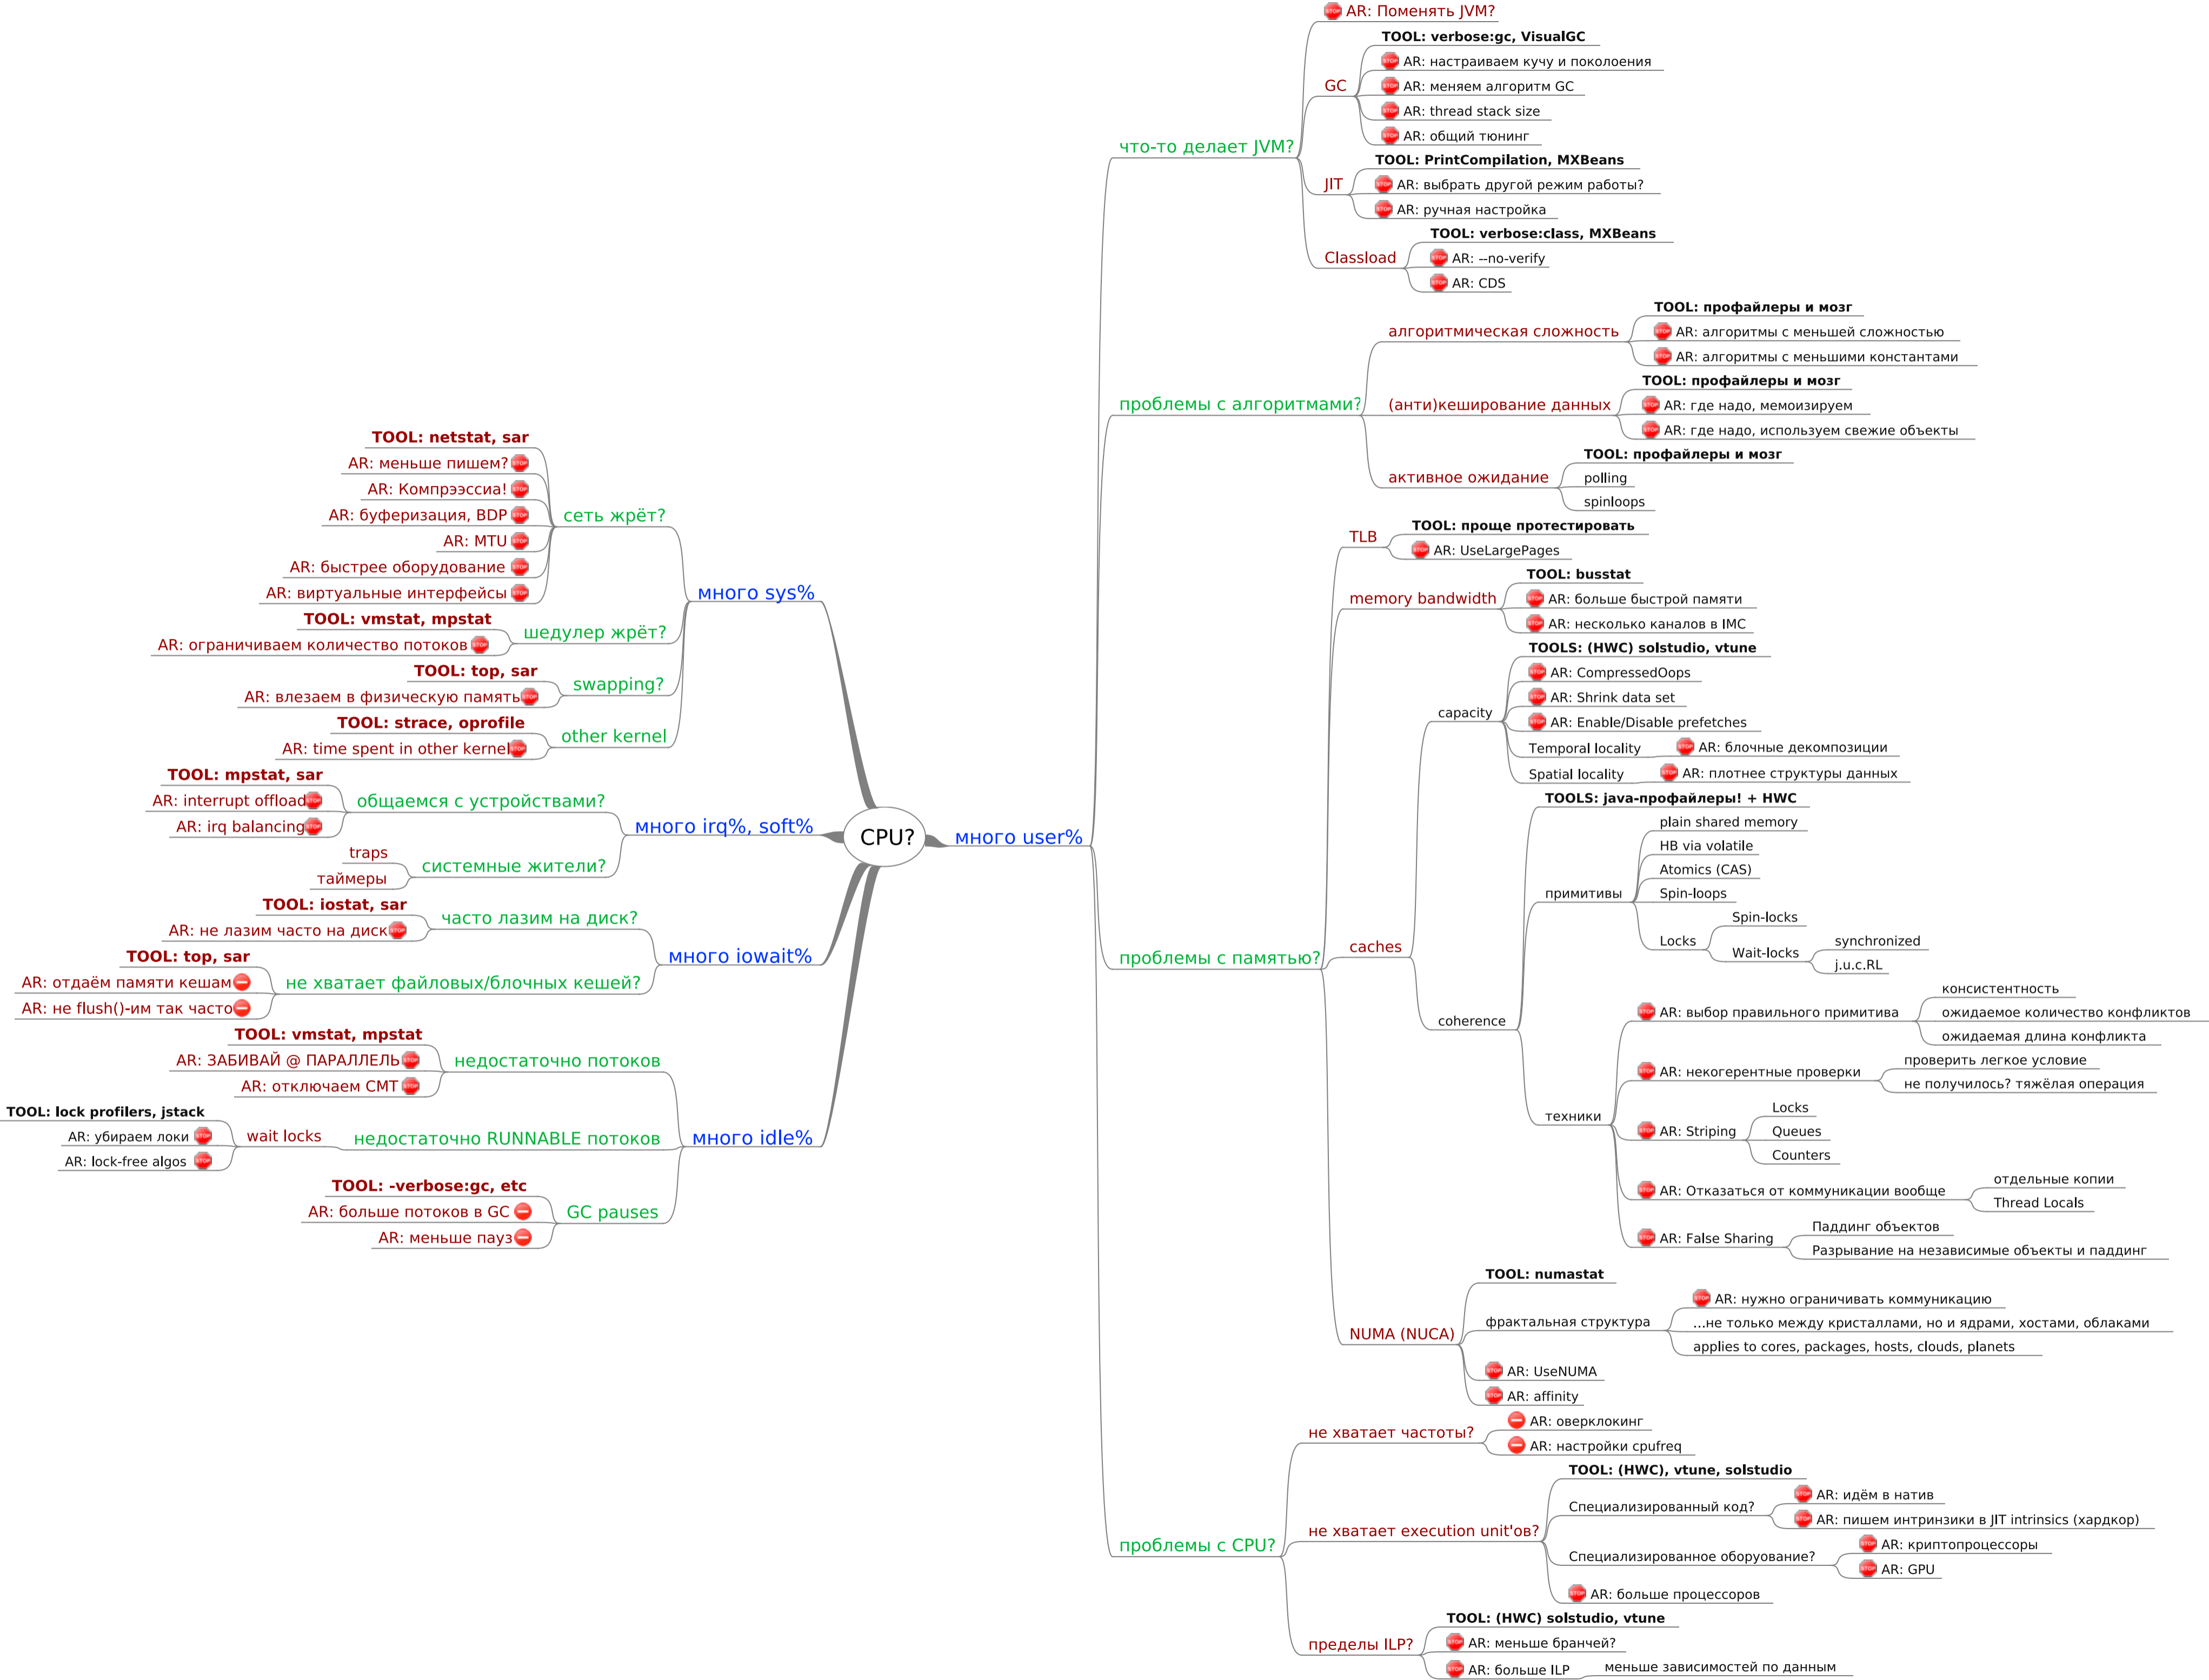 CPU?
много sys%
сеть жрёт?
TOOL: netstat, sar
AR: меньше пишем?
AR: Компрээссиа!
AR: буферизация, BDP
AR: MTU
AR: быстрее оборудование
AR: виртуальные интерфейсы
шедулер жрёт?
TOOL: vmstat, mpstat
AR: ограничиваем количество потоков
swapping?
TOOL: top, sar
AR: влезаем в физическую память
other kernel
TOOL: strace, oprofile
AR: time spent in other kernel
много irq%, soft%
общаемся с устройствами?
TOOL: mpstat, sar
AR: interrupt offload
AR: irq balancing
системные жители?
traps
таймеры
много iowait%
часто лазим на диск?
TOOL: iostat, sar
AR: не лазим часто на диск
не хватает файловых/блочных кешей?
TOOL: top, sar
AR: отдаём памяти кешам
AR: не flush()-им так часто
много idle%
недостаточно потоков
TOOL: vmstat, mpstat
AR: ЗАБИВАЙ @ ПАРАЛЛЕЛЬ
AR: отключаем CMT
недостаточно RUNNABLE потоков
wait locks
TOOL: lock profilers, jstack
AR: убираем локи
AR: lock-free algos
GC pauses
TOOL: -verbose:gc, etc
AR: больше потоков в GC
AR: меньше пауз
много user%
что-то делает JVM?
AR: Поменять JVM?
GC
TOOL: verbose:gc, VisualGC
AR: настраиваем кучу и поколоения
AR: меняем алгоритм GC
AR: thread stack size
AR: общий тюнинг
JIT
TOOL: PrintCompilation, MXBeans
AR: выбрать другой режим работы?
AR: ручная настройка
Classload
TOOL: verbose:class, MXBeans
AR: --no-verify
AR: CDS
проблемы с алгоритмами?
алгоритмическая сложность
TOOL: профайлеры и мозг
AR: алгоритмы с меньшей сложностью
AR: алгоритмы с меньшими константами
(анти)кеширование данных
TOOL: профайлеры и мозг
AR: где надо, мемоизируем
AR: где надо, используем свежие объекты
активное ожидание
TOOL: профайлеры и мозг
polling
spinloops
проблемы с памятью?
TLB
TOOL: проще протестировать
AR: UseLargePages
memory bandwidth
TOOL: busstat
AR: больше быстрой памяти
AR: несколько каналов в IMC
caches
capacity
TOOLS: (HWC) solstudio, vtune
AR: CompressedOops
AR: Shrink data set
AR: Enable/Disable prefetches
Temporal locality
AR: блочные декомпозиции
Spatial locality
AR: плотнее структуры данных
coherence
TOOLS: java-профайлеры! + HWC
примитивы
plain shared memory
HB via volatile
Atomics (CAS)
Spin-loops
Locks
Spin-locks
Wait-locks
synchronized
j.u.c.RL
техники
AR: выбор правильного примитива
консистентность
ожидаемое количество конфликтов
ожидаемая длина конфликта
AR: некогерентные проверки
проверить легкое условие
не получилось? тяжёлая операция
AR: Striping
Locks
Queues
Counters
AR: Отказаться от коммуникации вообще
отдельные копии
Thread Locals
AR: False Sharing
Паддинг объектов
Разрывание на независимые объекты и паддинг
NUMA (NUCA)
TOOL: numastat
фрактальная структура
AR: нужно ограничивать коммуникацию
...не только между кристаллами, но и ядрами, хостами, облаками
applies to cores, packages, hosts, clouds, planets
AR: UseNUMA
AR: affinity
проблемы с CPU?
не хватает частоты?
AR: оверклокинг
AR: настройки cpufreq
не хватает execution unit'ов?
TOOL: (HWC), vtune, solstudio
Специализированный код?
AR: идём в натив
AR: пишем интринзики в JIT intrinsics (хардкор)
Специализированное оборуование?
AR: криптопроцессоры
AR: GPU
AR: больше процессоров
пределы ILP?
TOOL: (HWC) solstudio, vtune
AR: меньше бранчей?
AR: больше ILP
меньше зависимостей по данным